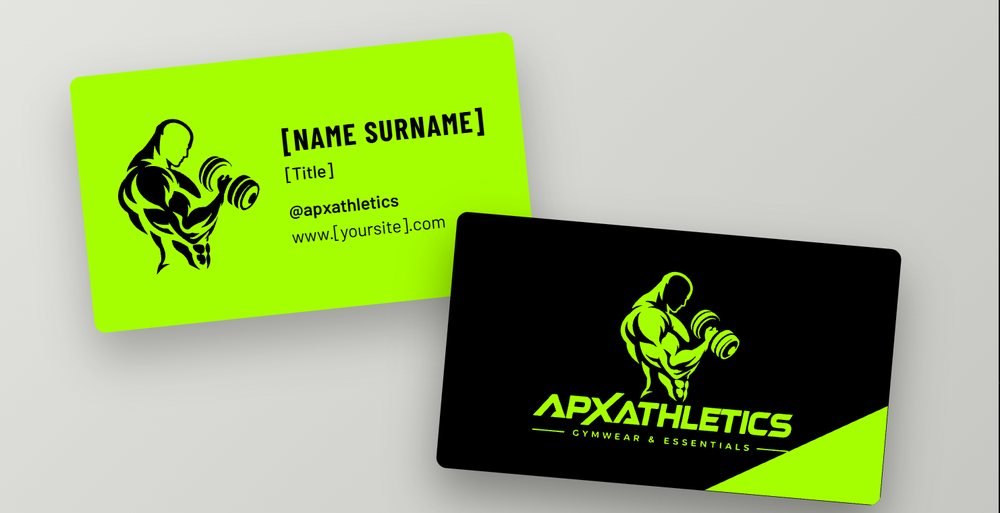 [NAME SURNAME]
[Title]
@apxathletics
www.[yoursite].com
APXATHLETICS
GYMWEAR & ESSENTIALS